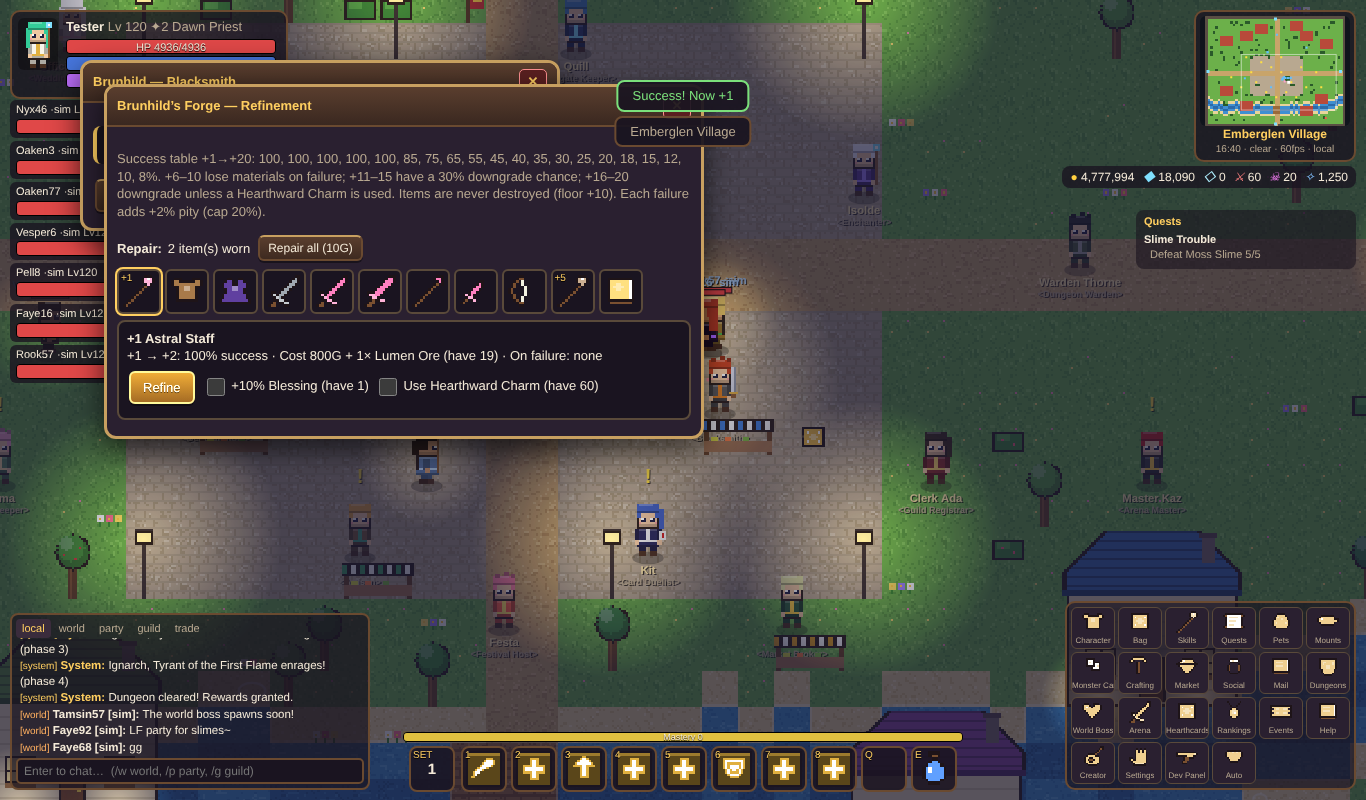 Tester Lv 120 ✦2 Dawn Priest
HP 4936/4936
Nyx46 ·sim L
Oaken3 ·sim
Oaken77 ·sim
Vesper6 ·sim Lv12
Pell8 ·sim Lv120
Faye16 ·sim Lv12
Rook57 ·sim Lv12
Brunhild — Blacksmith
×
Brunhild's Forge — Refinement
Success! Now +1
Emberglen Village
Success table +1→+20: 100, 100, 100, 100, 100, 85, 75, 65, 55, 45, 40, 35, 30, 25, 20, 18, 15, 12,
10, 8%. +6–10 lose materials on failure; +11–15 have a 30% downgrade chance; +16–20
downgrade unless a Hearthward Charm is used. Items are never destroyed (floor +10). Each failure
adds +2% pity (cap 20%).
Repair: 2 item(s) worn Repair all (10G)
+1
+5
+1 Astral Staff
+1 → +2: 100% success · Cost 800G + 1× Lumen Ore (have 19) · On failure: none
Refine +10% Blessing (have 1) Use Hearthward Charm (have 60)
Quill
Isolde
<Enchanter>
Warden Thorne
<Dungeon Warden>
Clerk Ada
<Guild Registrar>
Master Kaz
<Arena Master>
Kit
<Card Duelist>
Festa
<Festival Host>
Emberglen Village
16:40 · clear · 60fps · local
4,777,994 18,090 0 60 20 1,250
Quests
Slime Trouble
Defeat Moss Slime 5/5
local world party guild trade
(phase 3)
[system] System: Ignarch, Tyrant of the First Flame enrages!
(phase 4)
[system] System: Dungeon cleared! Rewards granted.
[world] Tamsin57 [sim]: The world boss spawns soon!
[world] Faye92 [sim]: LF party for slimes~
[world] Faye68 [sim]: gg
Enter to chat… (/w world, /p party, /g guild)
Mastery 0
SET
1
1 2 3 4 5 6 7 8 Q E
Character Bag Skills Quests Pets Mounts
Monster Ca Crafting Market Social Mail Dungeons
World Boss Arena Hearthcards Rankings Events Help
Creator Settings Dev Panel Auto